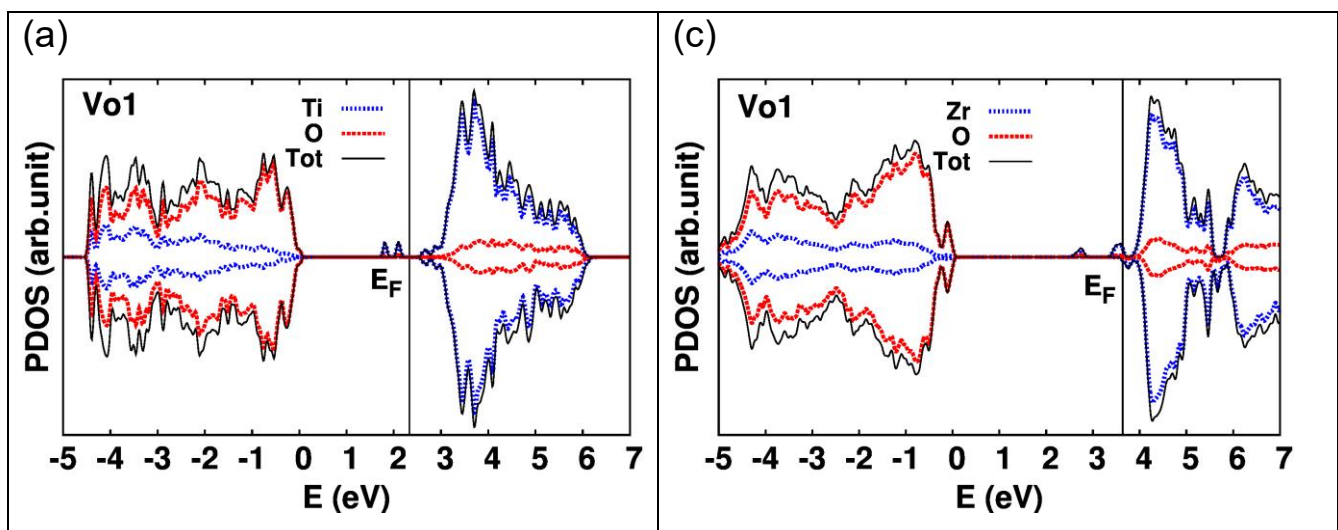 (a)
Vo1
Ti
O
Tot
PDOS (arb.unit)
E_F
-5 -4 -3 -2 -1 0 1 2 3 4 5 6 7
E (eV)
(c)
Vo1
Zr
O
Tot
PDOS (arb.unit)
E_F
-5 -4 -3 -2 -1 0 1 2 3 4 5 6 7
E (eV)